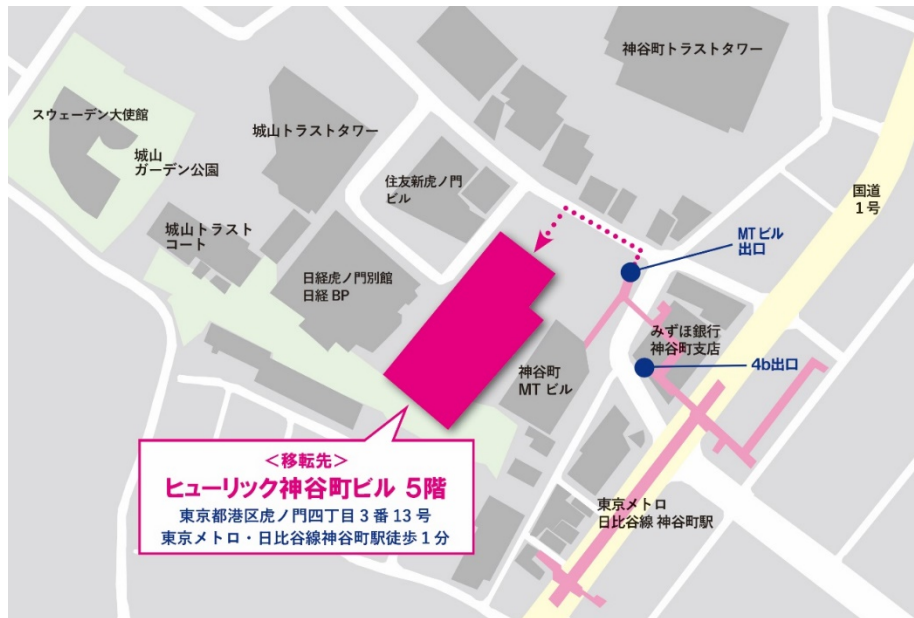 神谷町トラストタワー
スウェーデン大使館
城山
ガーデン公園
城山トラストタワー
住友新虎ノ門
ビル
国道
1号
城山トラスト
コート
MTビル
出口
日経虎ノ門別館
日経BP
みずほ銀行
神谷町支店
4b出口
神谷町
MTビル
＜移転先＞
ヒューリック神谷町ビル 5階
東京都港区虎ノ門四丁目3番13号
東京メトロ・日比谷線神谷町駅徒歩1分
東京メトロ
日比谷線 神谷町駅